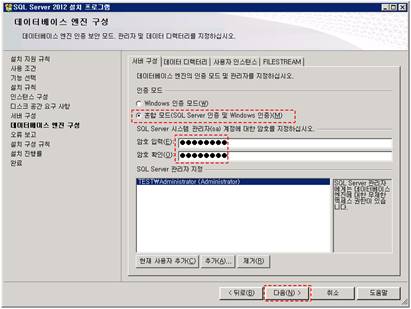 SQL Server 2012 설치 프로그램
데이터베이스 엔진 구성
데이터베이스 엔진 인증 보안 모드, 관리자 및 데이터 디렉터리를 지정하십시오.
설치 지원 규칙
사용 조건
기능 선택
설치 규칙
인스턴스 구성
디스크 공간 요구 사항
서버 구성
데이터베이스 엔진 구성
오류 보고
설치 구성 규칙
설치 진행률
완료
서버 구성 데이터 디렉터리 사용자 인스턴스 FILESTREAM
데이터베이스 엔진의 인증 모드 및 관리자를 지정하십시오.
인증 모드
Windows 인증 모드(W)
혼합 모드(SQL Server 인증 및 Windows 인증)(M)
SQL Server 시스템 관리자(sa) 계정에 대한 암호를 지정하십시오.
암호 입력(E): ●●●●●●●●
암호 확인(O): ●●●●●●●●
SQL Server 관리자 지정
TEST\Administrator (Administrator)
SQL Server 관리자
에게는 데이터베이스
엔진에 대한 무제한
액세스 권한이 있습
니다.
현재 사용자 추가(C) 추가(A)... 제거(R)
< 뒤로(B) 다음(N) > 취소 도움말